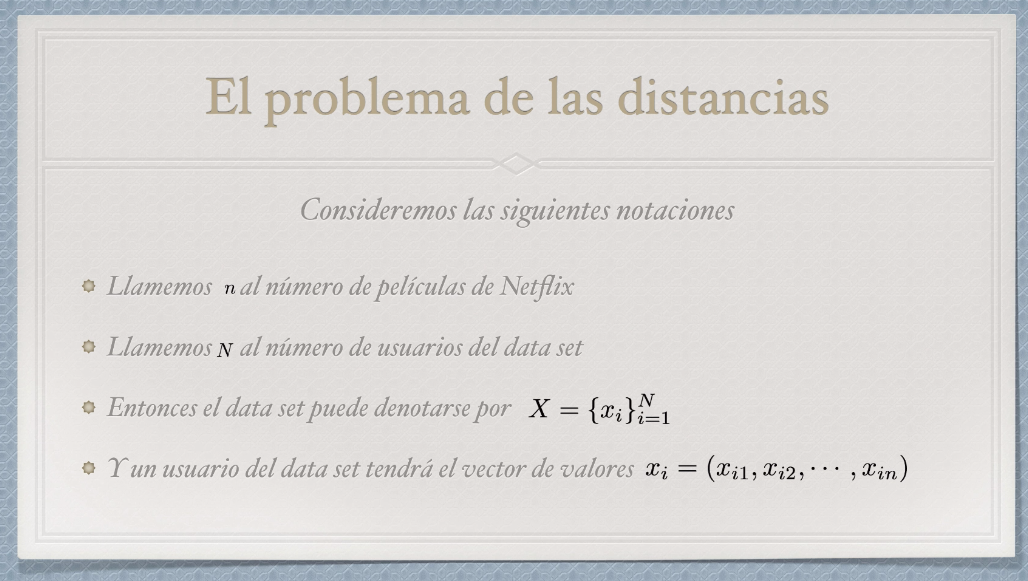 El problema de las distancias
Consideremos las siguientes notaciones
Llamemos n al número de películas de Netflix
Llamemos N al número de usuarios del data set
Entonces el data set puede denotarse por X = {x_i}_{i=1}^N
Y un usuario del data set tendrá el vector de valores x_i = (x_{i1}, x_{i2}, ⋯ , x_{in})